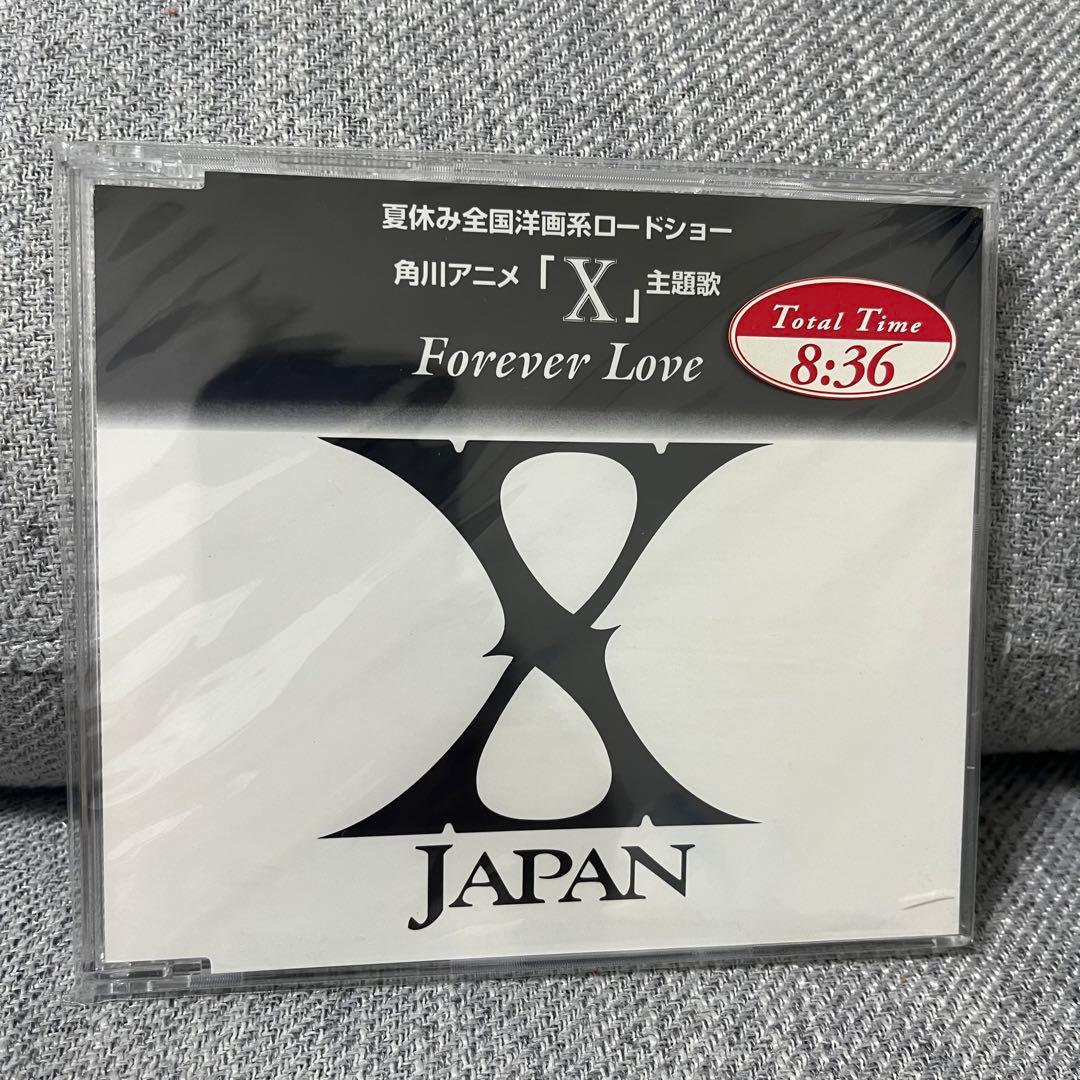 夏休み全国洋画系ロードショー
角川アニメ「X」主題歌
Forever Love
Total Time
8:36
X
JAPAN